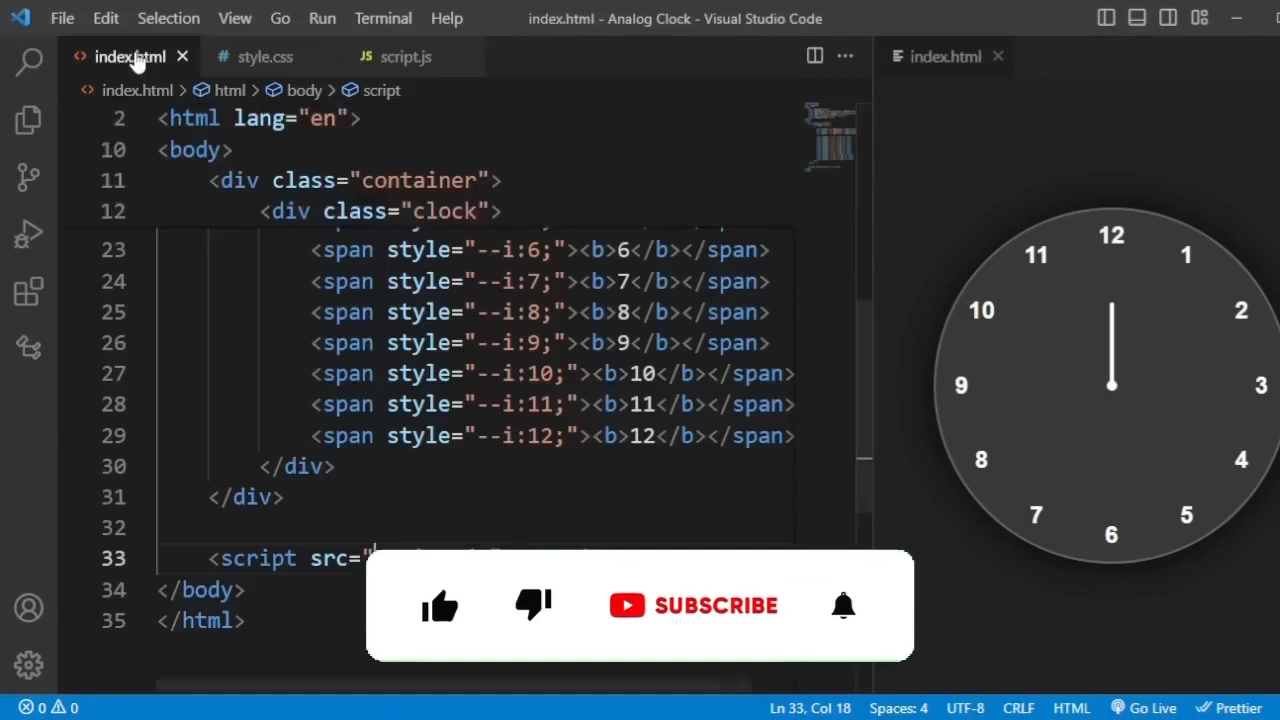 File Edit Selection View Go Run Terminal Help index.html - Analog Clock - Visual Studio Code
index.html style.css JS script.js index.html
index.html > html > body > script
2 <html lang="en">
10 <body>
11 <div class="container">
12 <div class="clock">
23 <span style="--i:6;"><b>6</b></span>
24 <span style="--i:7;"><b>7</b></span>
25 <span style="--i:8;"><b>8</b></span>
26 <span style="--i:9;"><b>9</b></span>
27 <span style="--i:10;"><b>10</b></span>
28 <span style="--i:11;"><b>11</b></span>
29 <span style="--i:12;"><b>12</b></span>
30 </div>
31 </div>
32
33 <script src="
34 </body>
35 </html>
12
11 1
10 2
9 3
8 4
7 5
6
SUBSCRIBE
0 0 Ln 33, Col 18 Spaces: 4 UTF-8 CRLF HTML Go Live Prettier